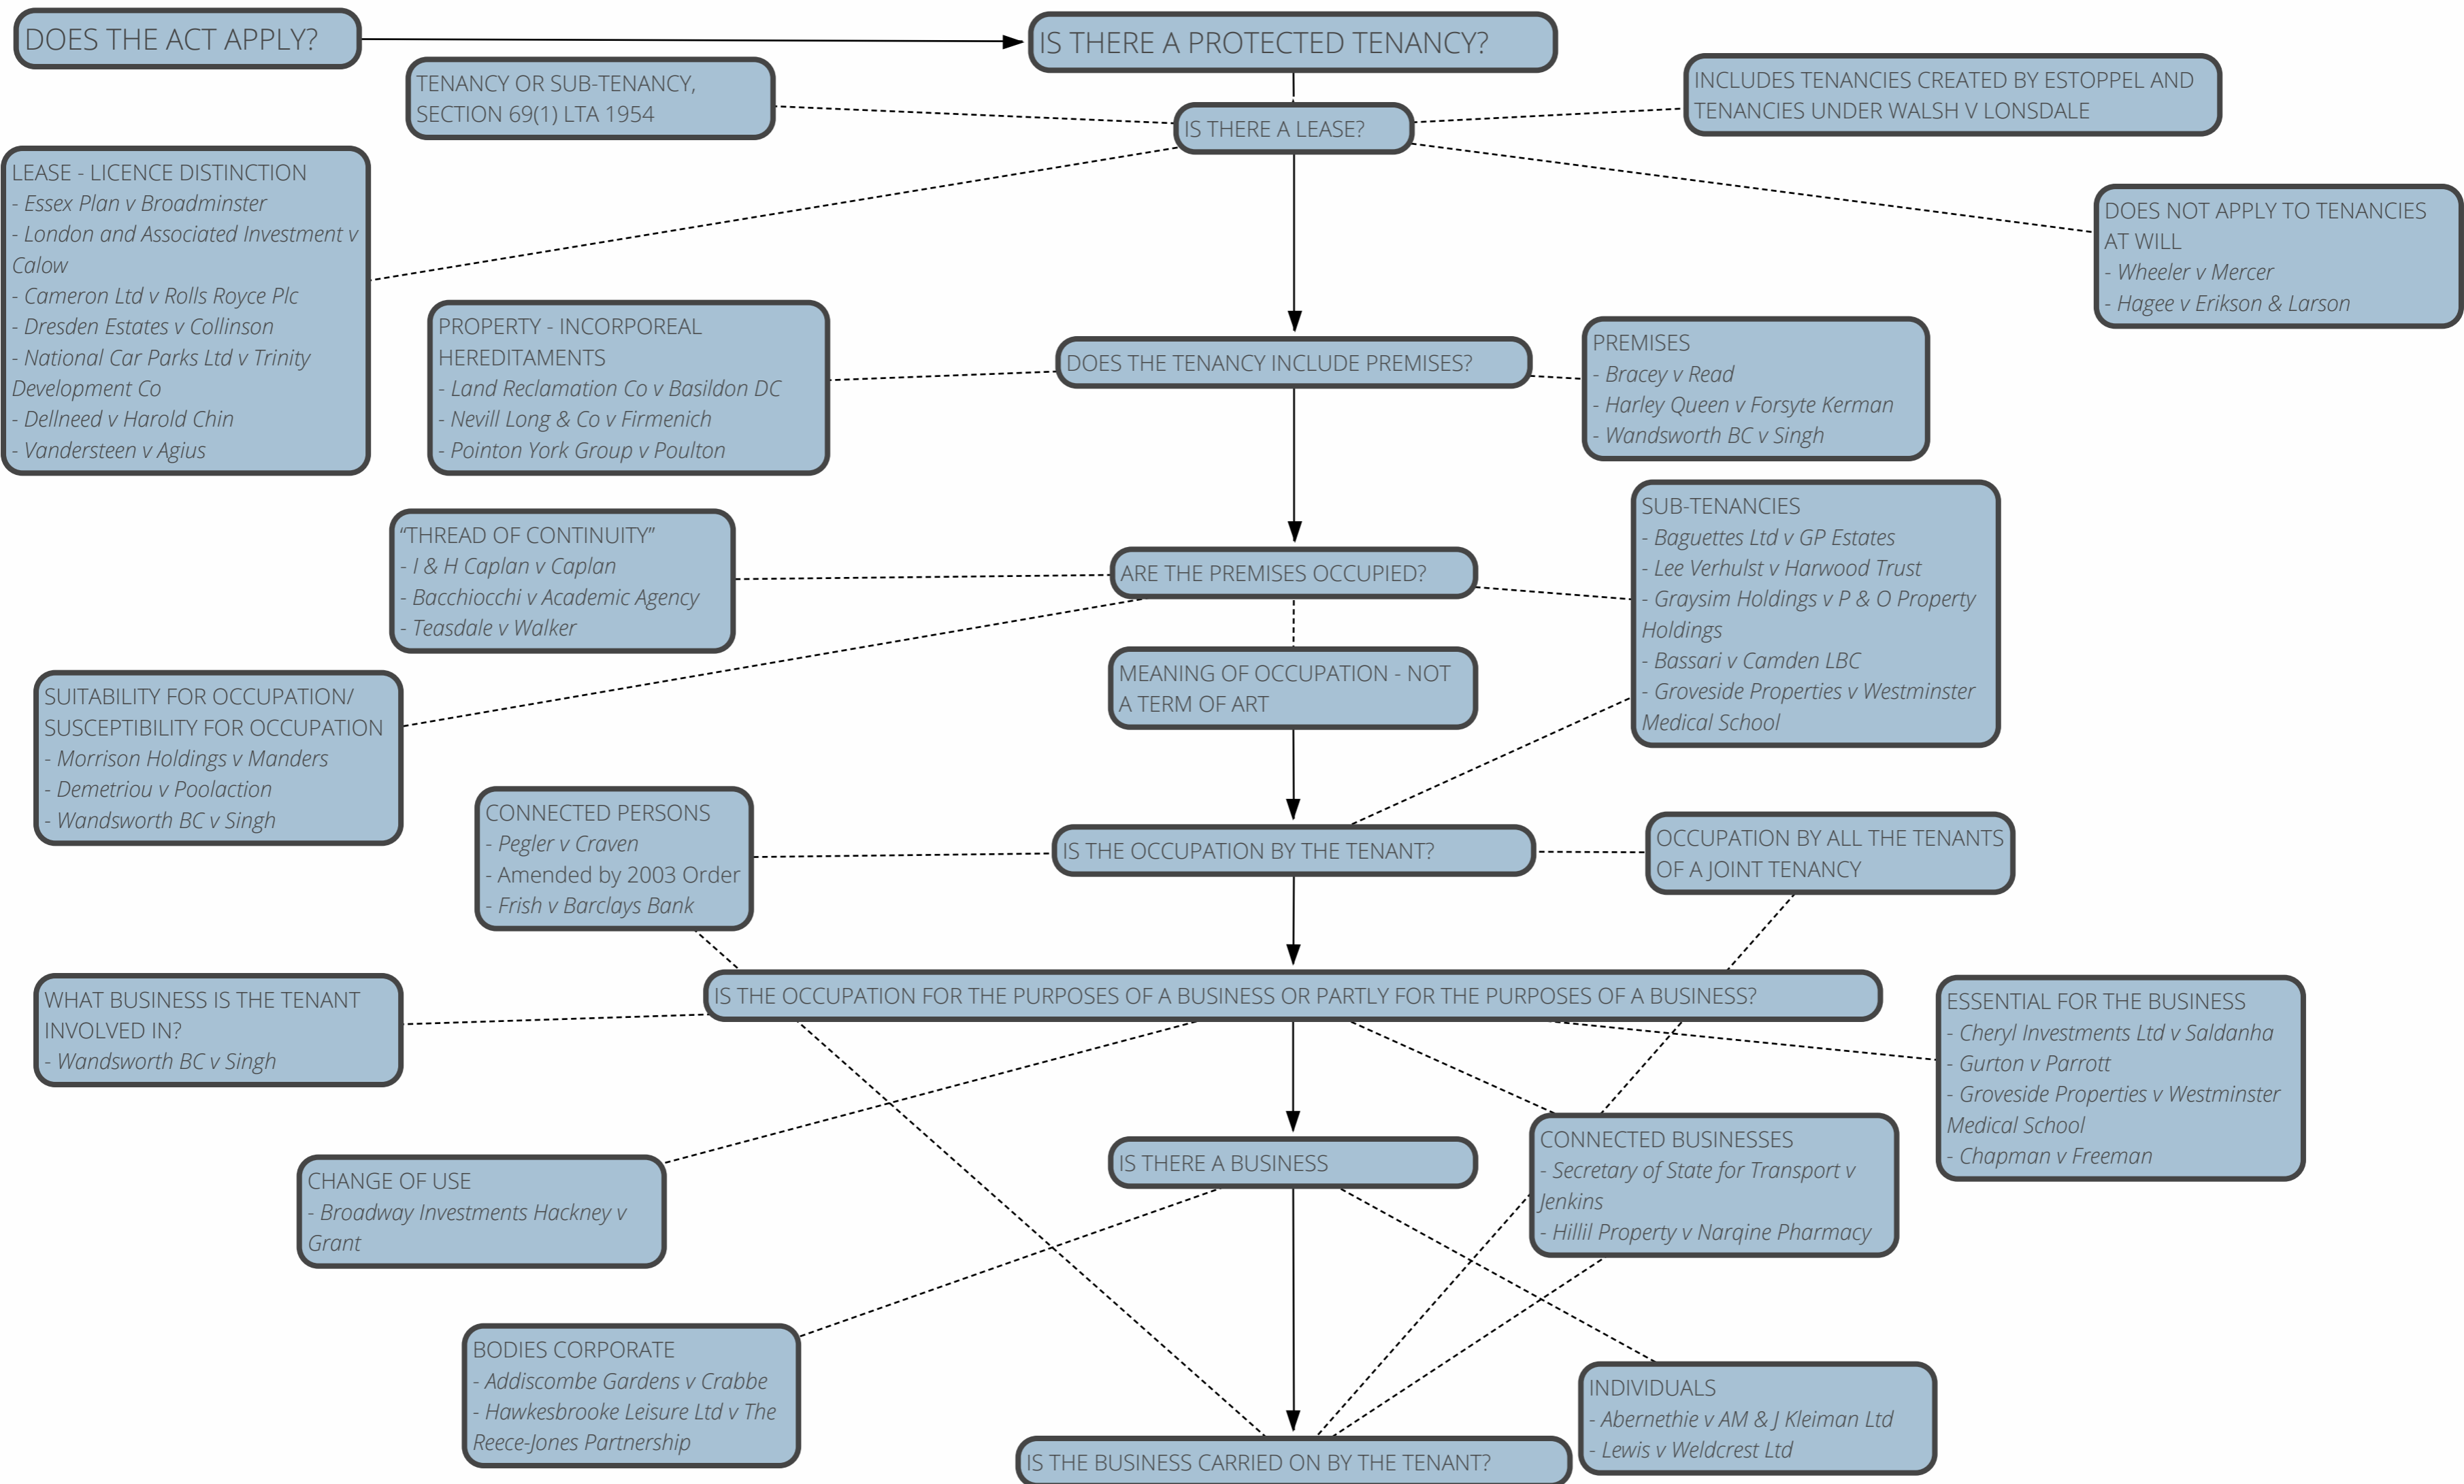 DOES THE ACT APPLY?
IS THERE A PROTECTED TENANCY?
TENANCY OR SUB-TENANCY,
SECTION 69(1) LTA 1954
INCLUDES TENANCIES CREATED BY ESTOPPEL AND
TENANCIES UNDER WALSH V LONSDALE
IS THERE A LEASE?
LEASE - LICENCE DISTINCTION
- Essex Plan v Broadminster
- London and Associated Investment v
Calow
- Cameron Ltd v Rolls Royce Plc
- Dresden Estates v Collinson
- National Car Parks Ltd v Trinity
Development Co
- Dellneed v Harold Chin
- Vandersteen v Agius
DOES NOT APPLY TO TENANCIES
AT WILL
- Wheeler v Mercer
- Hagee v Erikson & Larson
PROPERTY - INCORPOREAL
HEREDITAMENTS
- Land Reclamation Co v Basildon DC
- Nevill Long & Co v Firmenich
- Pointon York Group v Poulton
DOES THE TENANCY INCLUDE PREMISES?
PREMISES
- Bracey v Read
- Harley Queen v Forsyte Kerman
- Wandsworth BC v Singh
"THREAD OF CONTINUITY"
- I & H Caplan v Caplan
- Bacchiocchi v Academic Agency
- Teasdale v Walker
ARE THE PREMISES OCCUPIED?
SUB-TENANCIES
- Baguettes Ltd v GP Estates
- Lee Verhulst v Harwood Trust
- Graysim Holdings v P & O Property
Holdings
- Bassari v Camden LBC
- Groveside Properties v Westminster
Medical School
MEANING OF OCCUPATION - NOT
A TERM OF ART
SUITABILITY FOR OCCUPATION/
SUSCEPTIBILITY FOR OCCUPATION
- Morrison Holdings v Manders
- Demetriou v Poolaction
- Wandsworth BC v Singh
CONNECTED PERSONS
- Pegler v Craven
- Amended by 2003 Order
- Frish v Barclays Bank
IS THE OCCUPATION BY THE TENANT?
OCCUPATION BY ALL THE TENANTS
OF A JOINT TENANCY
IS THE OCCUPATION FOR THE PURPOSES OF A BUSINESS OR PARTLY FOR THE PURPOSES OF A BUSINESS?
WHAT BUSINESS IS THE TENANT
INVOLVED IN?
- Wandsworth BC v Singh
ESSENTIAL FOR THE BUSINESS
- Cheryl Investments Ltd v Saldanha
- Gurton v Parrott
- Groveside Properties v Westminster
Medical School
- Chapman v Freeman
CHANGE OF USE
- Broadway Investments Hackney v
Grant
IS THERE A BUSINESS
CONNECTED BUSINESSES
- Secretary of State for Transport v
Jenkins
- Hillil Property v Narqine Pharmacy
BODIES CORPORATE
- Addiscombe Gardens v Crabbe
- Hawkesbrooke Leisure Ltd v The
Reece-Jones Partnership
INDIVIDUALS
- Abernethie v AM & J Kleiman Ltd
- Lewis v Weldcrest Ltd
IS THE BUSINESS CARRIED ON BY THE TENANT?